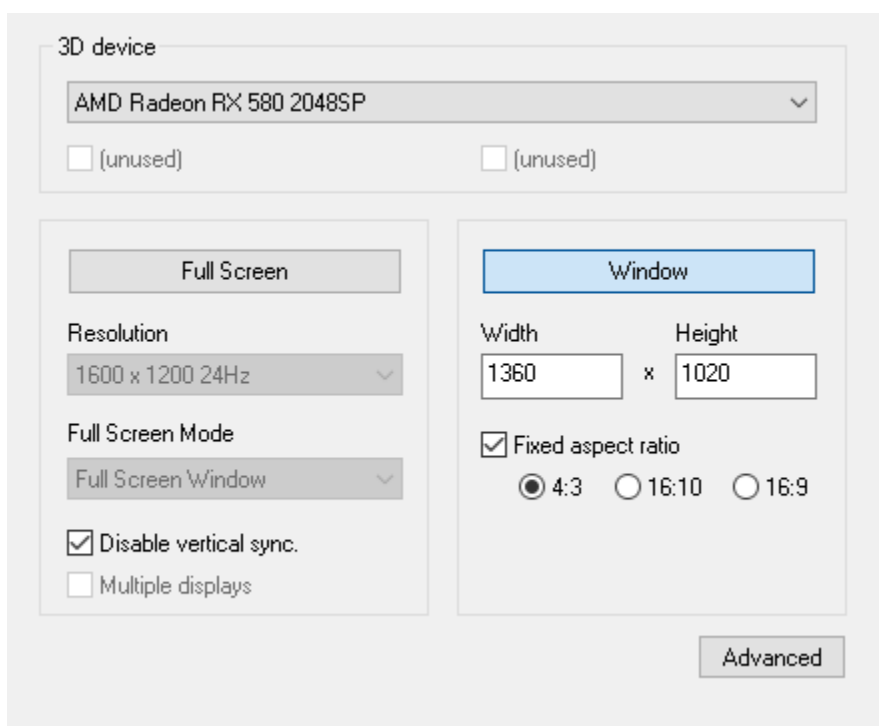 3D device
AMD Radeon RX 580 2048SP
(unused)
(unused)
Full Screen
Resolution
1600 x 1200 24Hz
Full Screen Mode
Full Screen Window
Disable vertical sync.
Multiple displays
Window
Width
Height
1360
x
1020
Fixed aspect ratio
4:3
16:10
16:9
Advanced